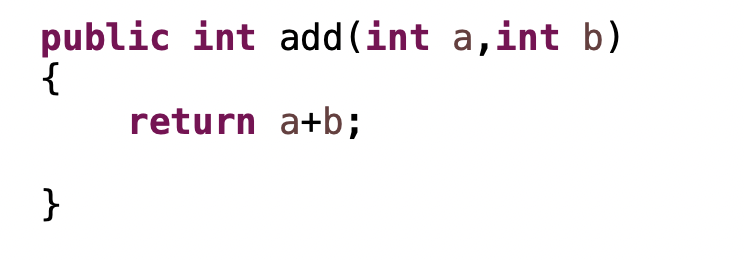 public int add(int a,int b)
{
    return a+b;
}